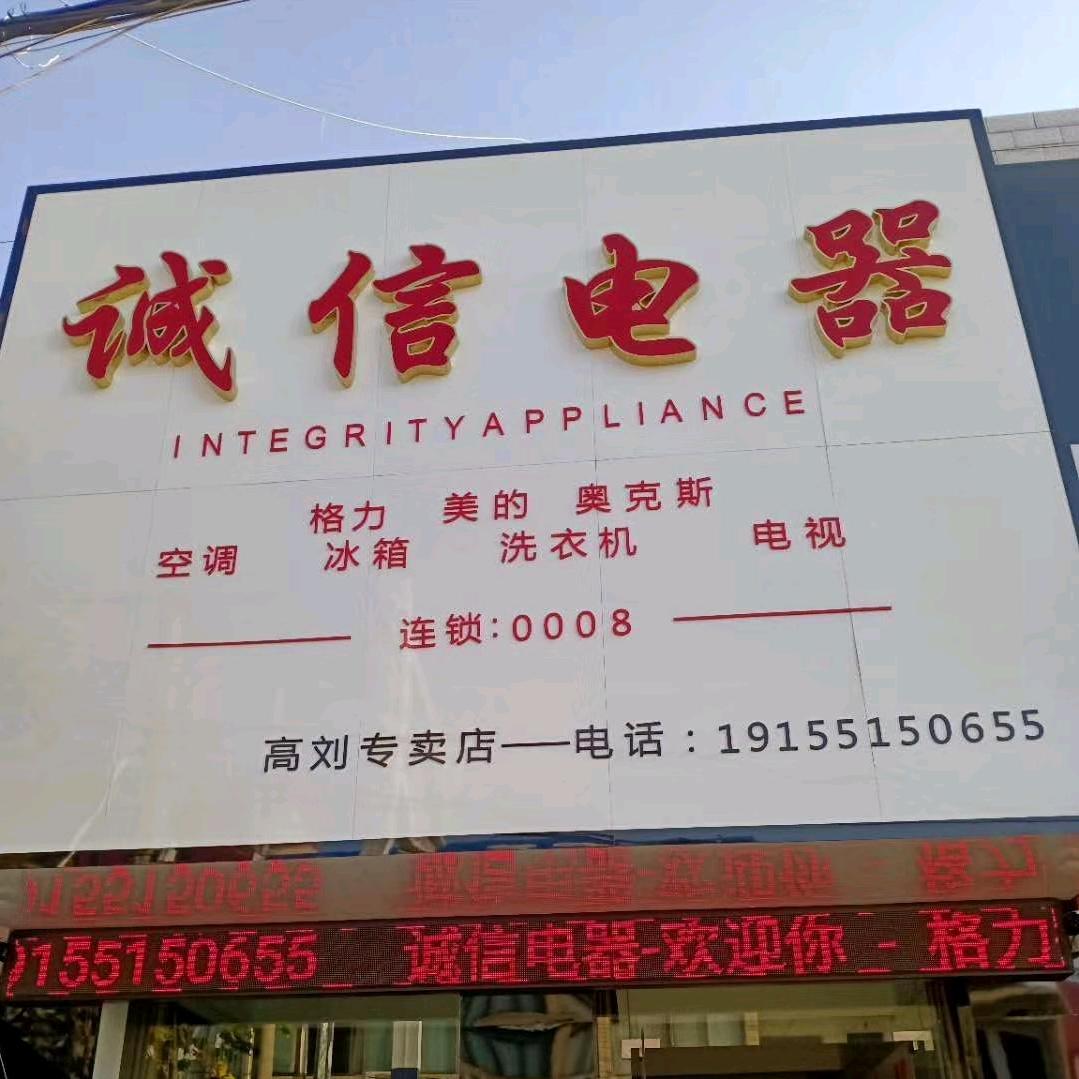 诚信电器
INTEGRITYAPPLIANCE
格力 美的 奥克斯
空调 冰箱 洗衣机 电视
连锁:0008
高刘专卖店——电话：19155150655
9155150655 诚信电器-欢迎你 - 格力